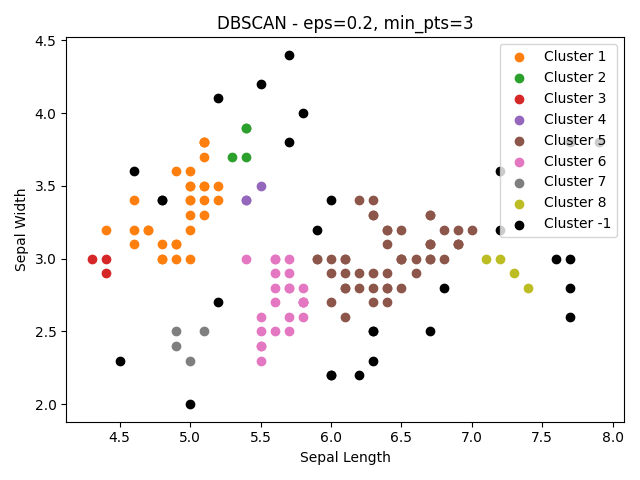 DBSCAN - eps=0.2, min_pts=3
4.5
4.0
3.5
3.0
2.5
2.0
Sepal Width
Cluster 1
Cluster 2
Cluster 3
Cluster 4
Cluster 5
Cluster 6
Cluster 7
Cluster 8
Cluster -1
4.5 5.0 5.5 6.0 6.5 7.0 7.5 8.0
Sepal Length